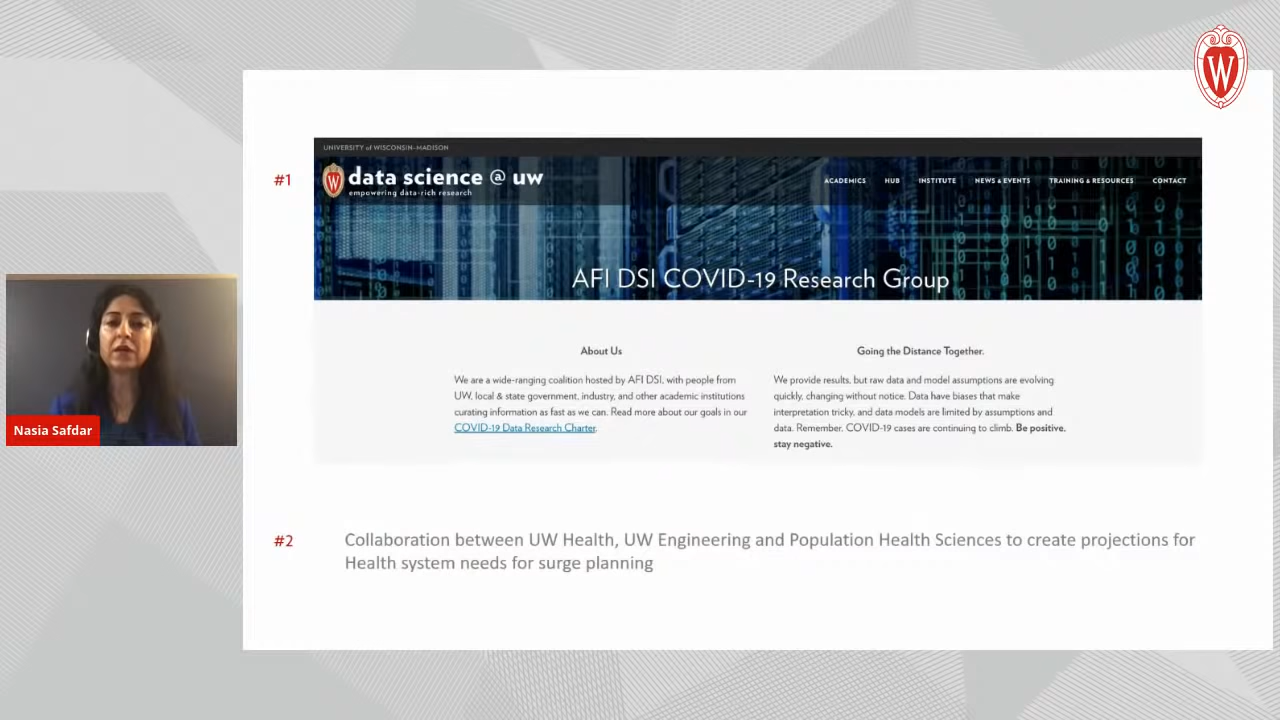 W
#1
UNIVERSITY of WISCONSIN–MADISON
W
data science @ uw
empowering data-rich research
ACADEMICS HUB INSTITUTE NEWS & EVENTS TRAINING & RESOURCES CONTACT
AFI DSI COVID-19 Research Group
About Us
We are a wide-ranging coalition hosted by AFI DSI, with people from
UW, local & state government, industry, and other academic institutions
curating information as fast as we can. Read more about our goals in our
COVID-19 Data Research Charter.
Going the Distance Together.
We provide results, but raw data and model assumptions are evolving
quickly, changing without notice. Data have biases that make
interpretation tricky, and data models are limited by assumptions and
data. Remember, COVID-19 cases are continuing to climb. Be positive,
stay negative.
Nasia Safdar
#2
Collaboration between UW Health, UW Engineering and Population Health Sciences to create projections for
Health system needs for surge planning